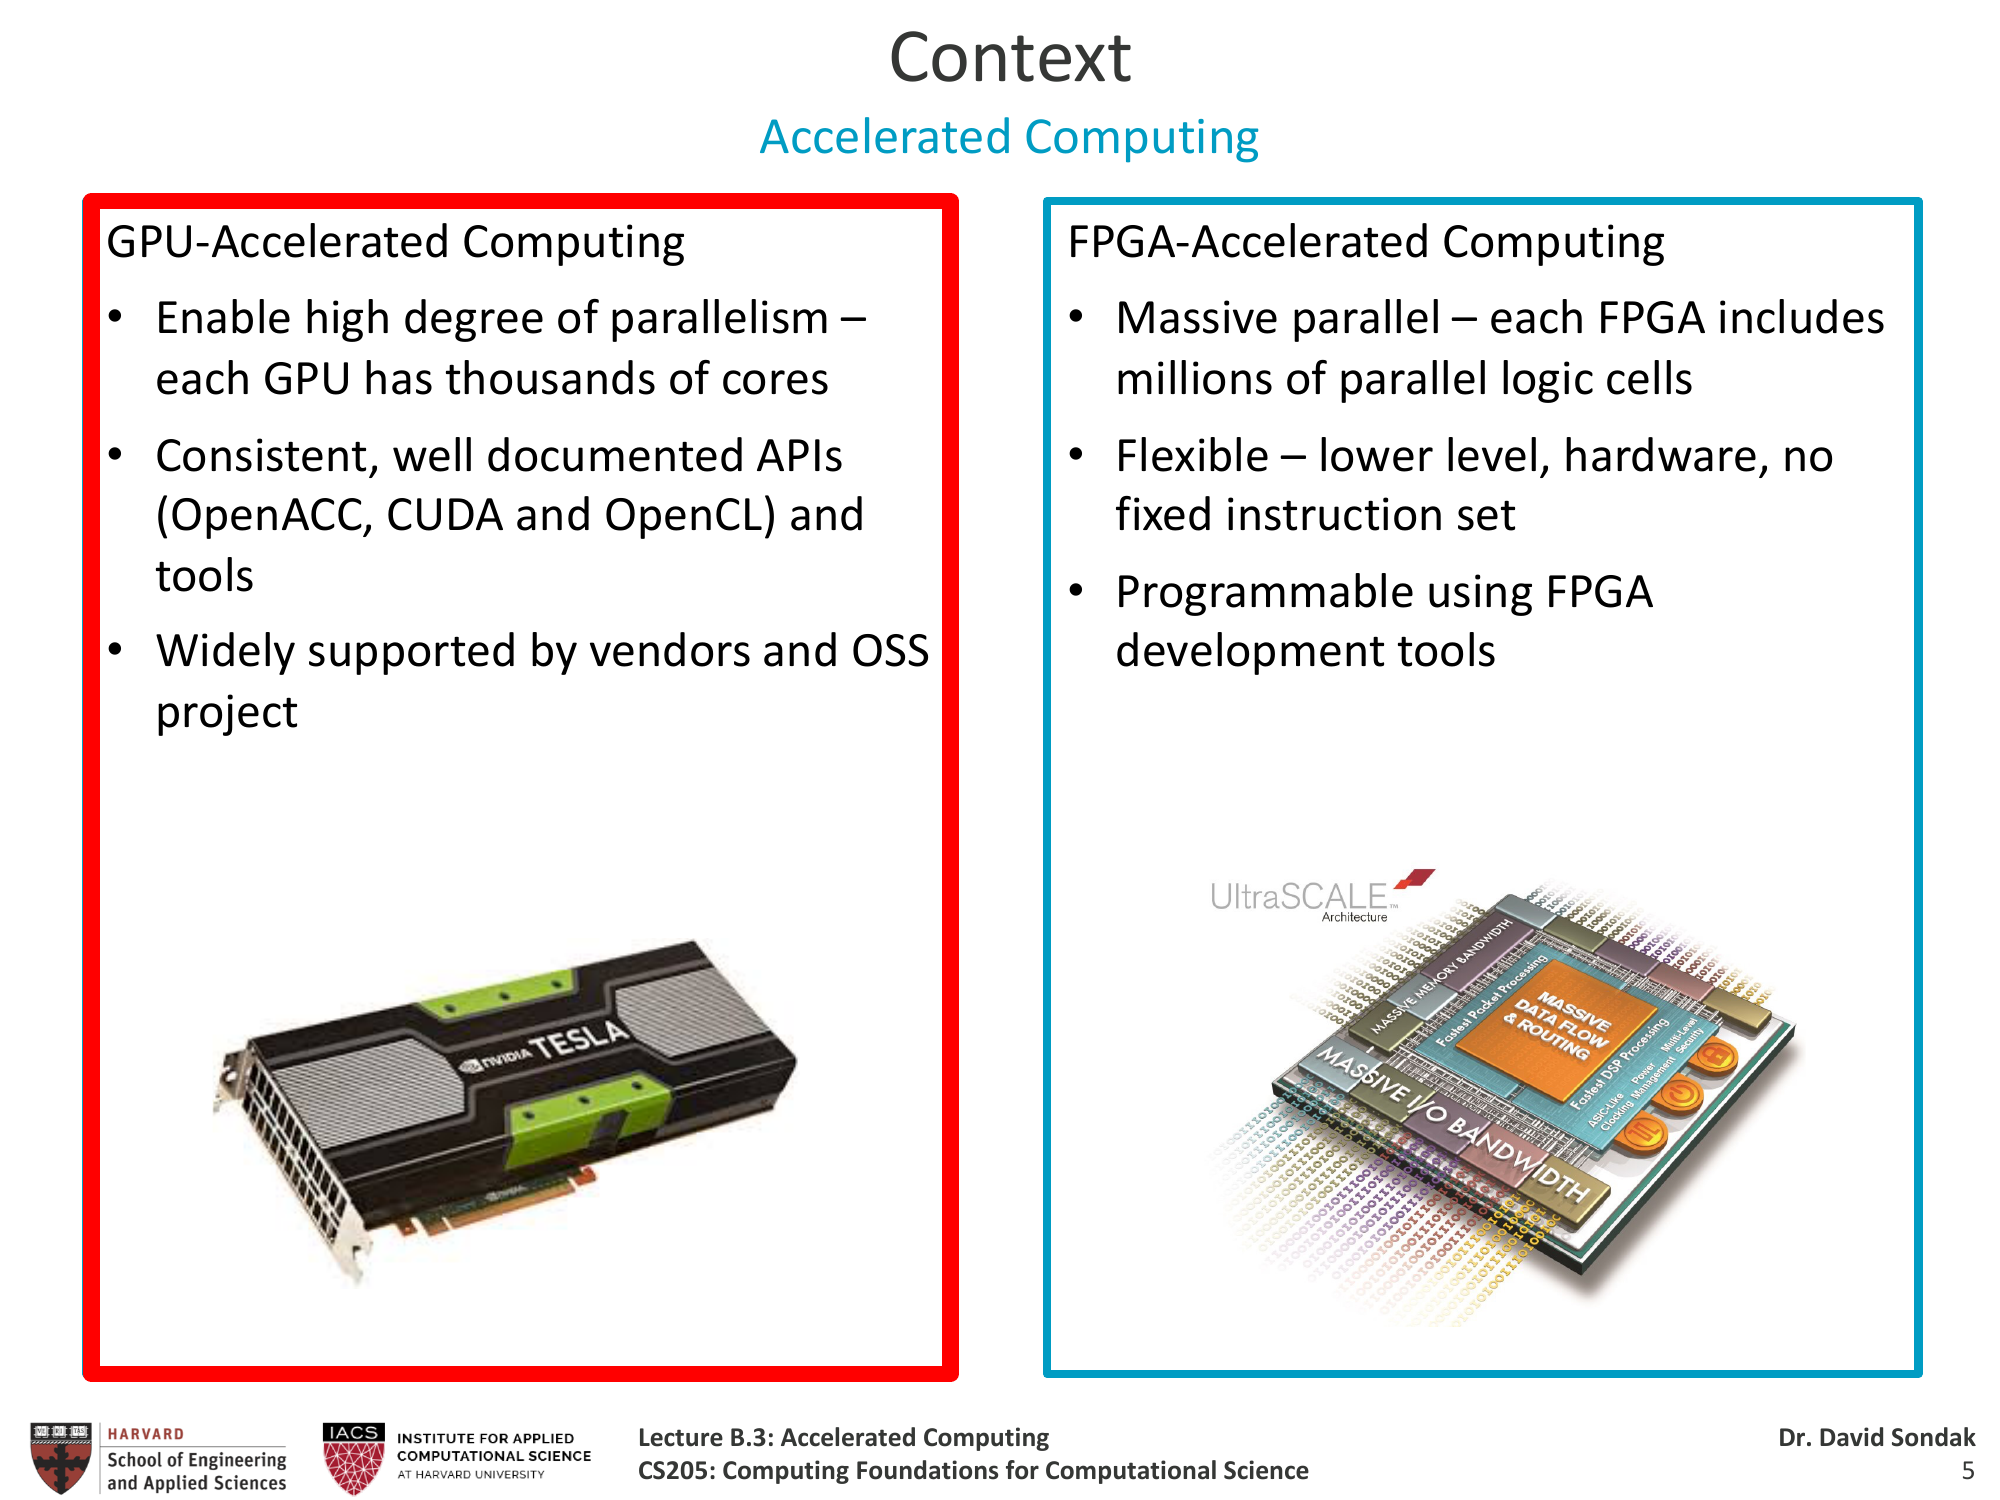 Context
Accelerated Computing
GPU-Accelerated Computing
• Enable high degree of parallelism –
each GPU has thousands of cores
• Consistent, well documented APIs
(OpenACC, CUDA and OpenCL) and
tools
• Widely supported by vendors and OSS
project
NVIDIA TESLA
NVIDIA
FPGA-Accelerated Computing
• Massive parallel – each FPGA includes
millions of parallel logic cells
• Flexible – lower level, hardware, no
fixed instruction set
• Programmable using FPGA
development tools
UltraSCALE™
Architecture
MASSIVE MEMORY BANDWIDTH
Fastest Packet Processing
MASSIVE
DATA FLOW
& ROUTING
Fastest DSP Processing
Multi-Level
Security
Power
Management
ASIC-Like
Clocking
MASSIVE I/O BANDWIDTH
HARVARD
School of Engineering
and Applied Sciences
IACS
INSTITUTE FOR APPLIED
COMPUTATIONAL SCIENCE
AT HARVARD UNIVERSITY
Lecture B.3: Accelerated Computing
CS205: Computing Foundations for Computational Science
Dr. David Sondak
5